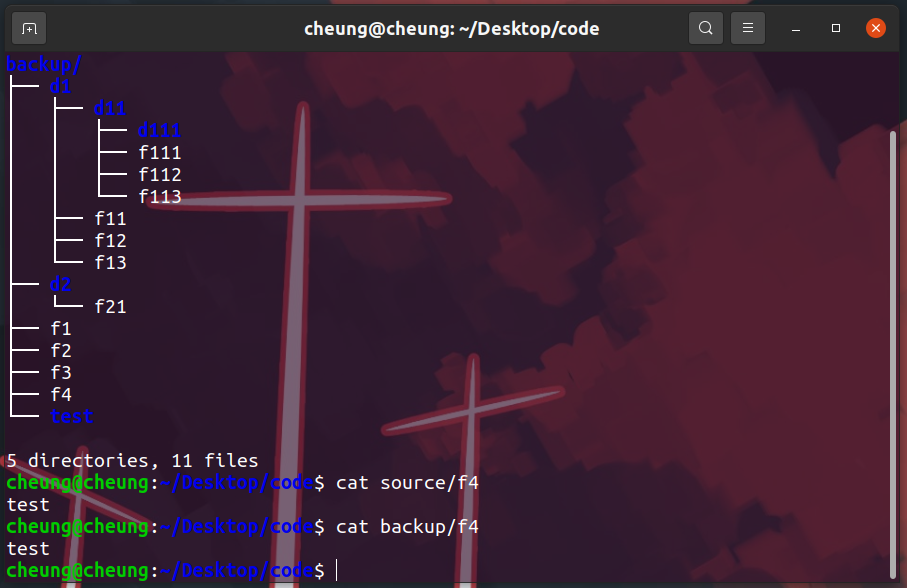 cheung@cheung: ~/Desktop/code
backup/
├── d1
│   ├── d11
│   │   ├── d111
│   │   ├── f111
│   │   ├── f112
│   │   └── f113
│   ├── f11
│   ├── f12
│   └── f13
├── d2
│   └── f21
├── f1
├── f2
├── f3
├── f4
└── test
5 directories, 11 files
cheung@cheung:~/Desktop/code$ cat source/f4
test
cheung@cheung:~/Desktop/code$ cat backup/f4
test
cheung@cheung:~/Desktop/code$